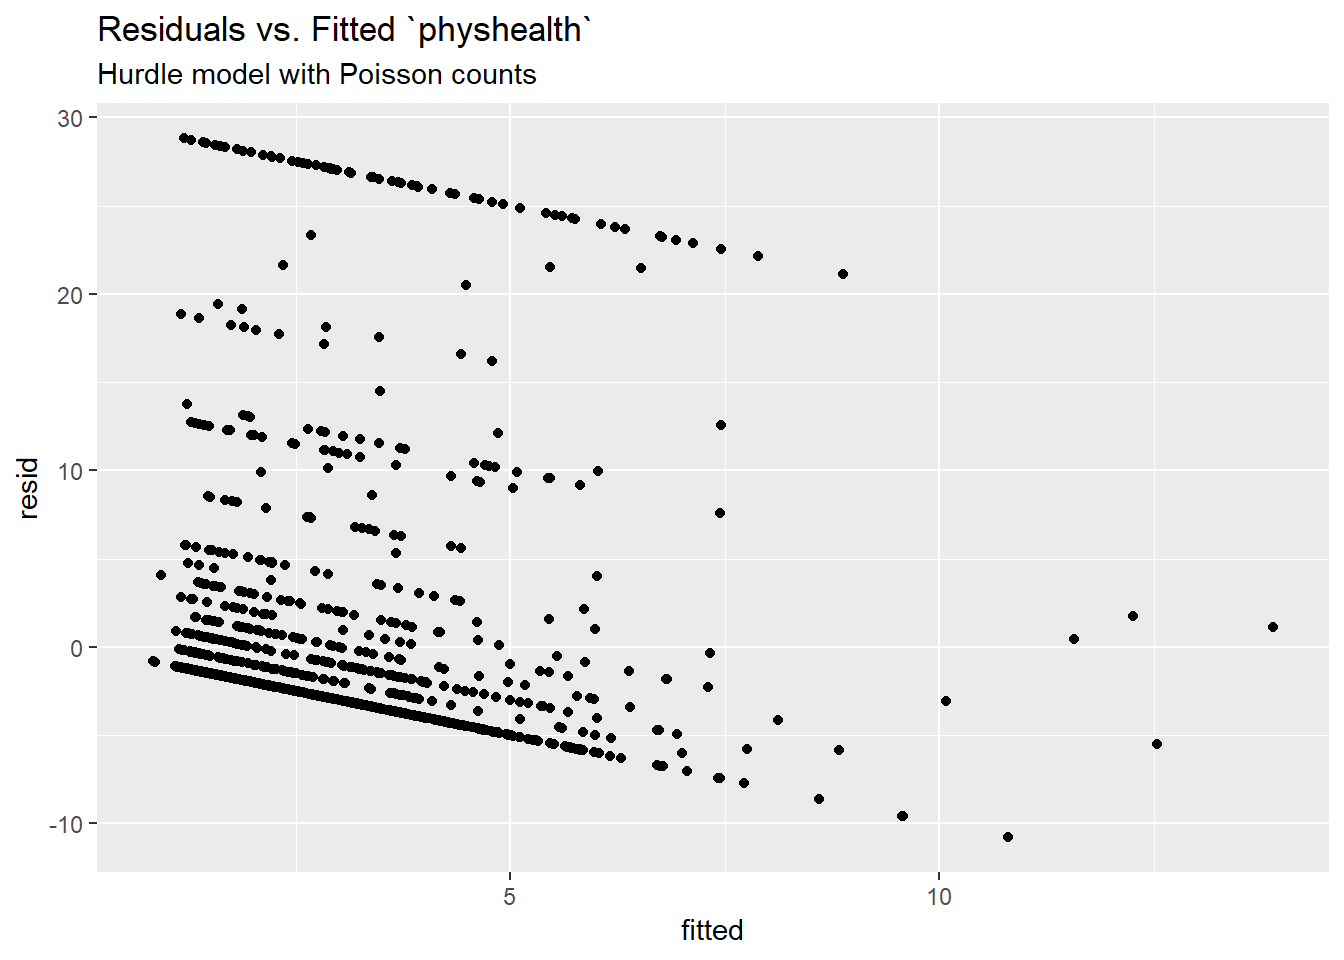 Residuals vs. Fitted `physhealth`
Hurdle model with Poisson counts
30
20
10
0
-10
resid
5
10
fitted